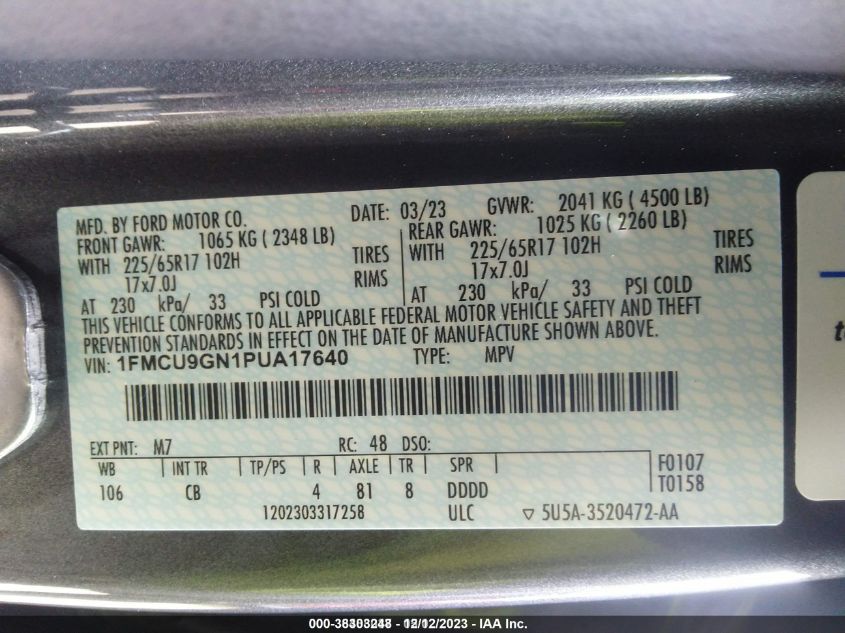 MFD. BY FORD MOTOR CO. DATE: 03/23 GVWR: 2041 KG ( 4500 LB)
FRONT GAWR: 1065 KG ( 2348 LB) REAR GAWR: 1025 KG ( 2260 LB)
WITH 225/65R17 102H TIRES WITH 225/65R17 102H TIRES
17x7.0J RIMS 17x7.0J RIMS
AT 230 kPa/ 33 PSI COLD AT 230 kPa/ 33 PSI COLD
THIS VEHICLE CONFORMS TO ALL APPLICABLE FEDERAL MOTOR VEHICLE SAFETY AND THEFT
PREVENTION STANDARDS IN EFFECT ON THE DATE OF MANUFACTURE SHOWN ABOVE.
VIN: 1FMCU9GN1PUA17640 TYPE: MPV
EXT PNT: M7 RC: 48 DSO:
WB INT TR TP/PS R AXLE TR SPR F0107
106 CB 4 81 8 DDDD T0158
1202303317258 ULC ▽ 5U5A-3520472-AA
12/12/2023 - IAA Inc.